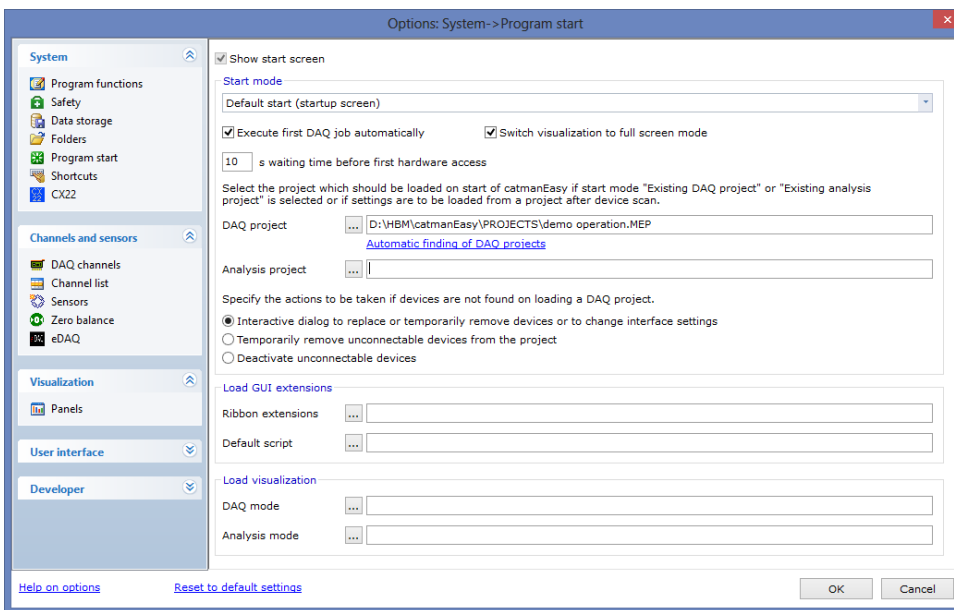 Options: System->Program start
System
Program functions
Safety
Data storage
Folders
Program start
Shortcuts
CX22
Channels and sensors
DAQ channels
Channel list
Sensors
Zero balance
eDAQ
Visualization
Panels
User interface
Developer
Show start screen
Start mode
Default start (startup screen)
Execute first DAQ job automatically
Switch visualization to full screen mode
10 s waiting time before first hardware access
Select the project which should be loaded on start of catmanEasy if start mode "Existing DAQ project" or "Existing analysis
project" is selected or if settings are to be loaded from a project after device scan.
DAQ project ... D:\HBM\catmanEasy\PROJECTS\demo operation.MEP
Automatic finding of DAQ projects
Analysis project ...
Specify the actions to be taken if devices are not found on loading a DAQ project.
Interactive dialog to replace or temporarily remove devices or to change interface settings
Temporarily remove unconnectable devices from the project
Deactivate unconnectable devices
Load GUI extensions
Ribbon extensions ...
Default script ...
Load visualization
DAQ mode ...
Analysis mode ...
Help on options
Reset to default settings
OK
Cancel